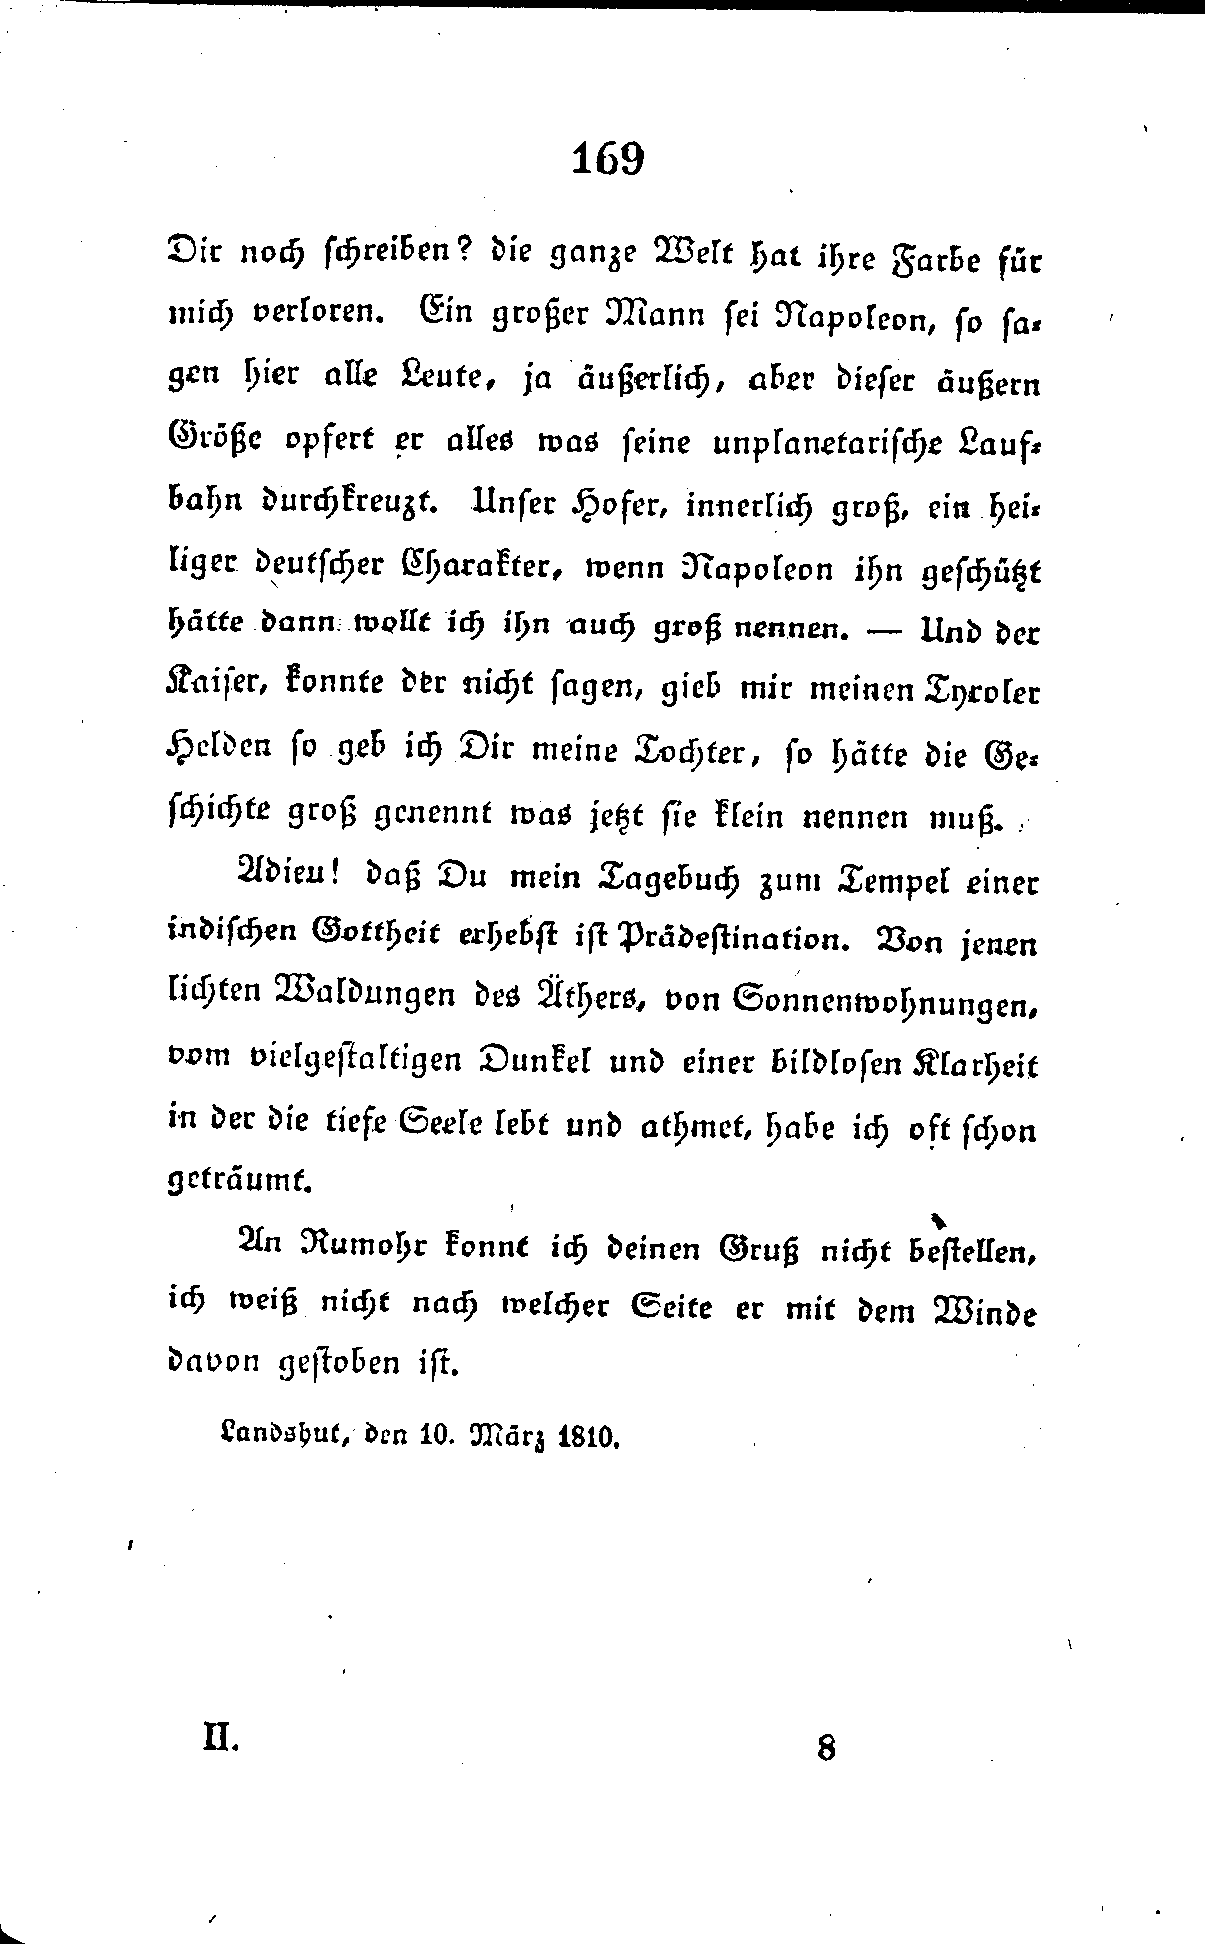 169
Dir noch ſchreiben? die ganze Welt hat ihre Farbe für
mich verloren. Ein großer Mann ſei Napoleon, ſo ſa-
gen hier alle Leute, ja äußerlich, aber dieſer äußern
Größe opfert er alles was ſeine unplanetariſche Lauf-
bahn durchkreuzt. Unſer Hofer, innerlich groß, ein hei-
liger deutſcher Charakter, wenn Napoleon ihn geſchützt
hätte dann wollt ich ihn auch groß nennen. — Und der
Kaiſer, konnte der nicht ſagen, gieb mir meinen Tyroler
Helden ſo geb ich Dir meine Tochter, ſo hätte die Ge-
ſchichte groß genennt was jetzt ſie klein nennen muß.
Adieu! daß Du mein Tagebuch zum Tempel einer
indiſchen Gottheit erhebſt iſt Prädeſtination. Von jenen
lichten Waldungen des Äthers, von Sonnenwohnungen,
vom vielgeſtaltigen Dunkel und einer bildloſen Klarheit
in der die tiefe Seele lebt und athmet, habe ich oft ſchon
geträumt.
An Rumohr konnt ich deinen Gruß nicht beſtellen,
ich weiß nicht nach welcher Seite er mit dem Winde
davon geſtoben iſt.
Landshut, den 10. März 1810.
II. 8